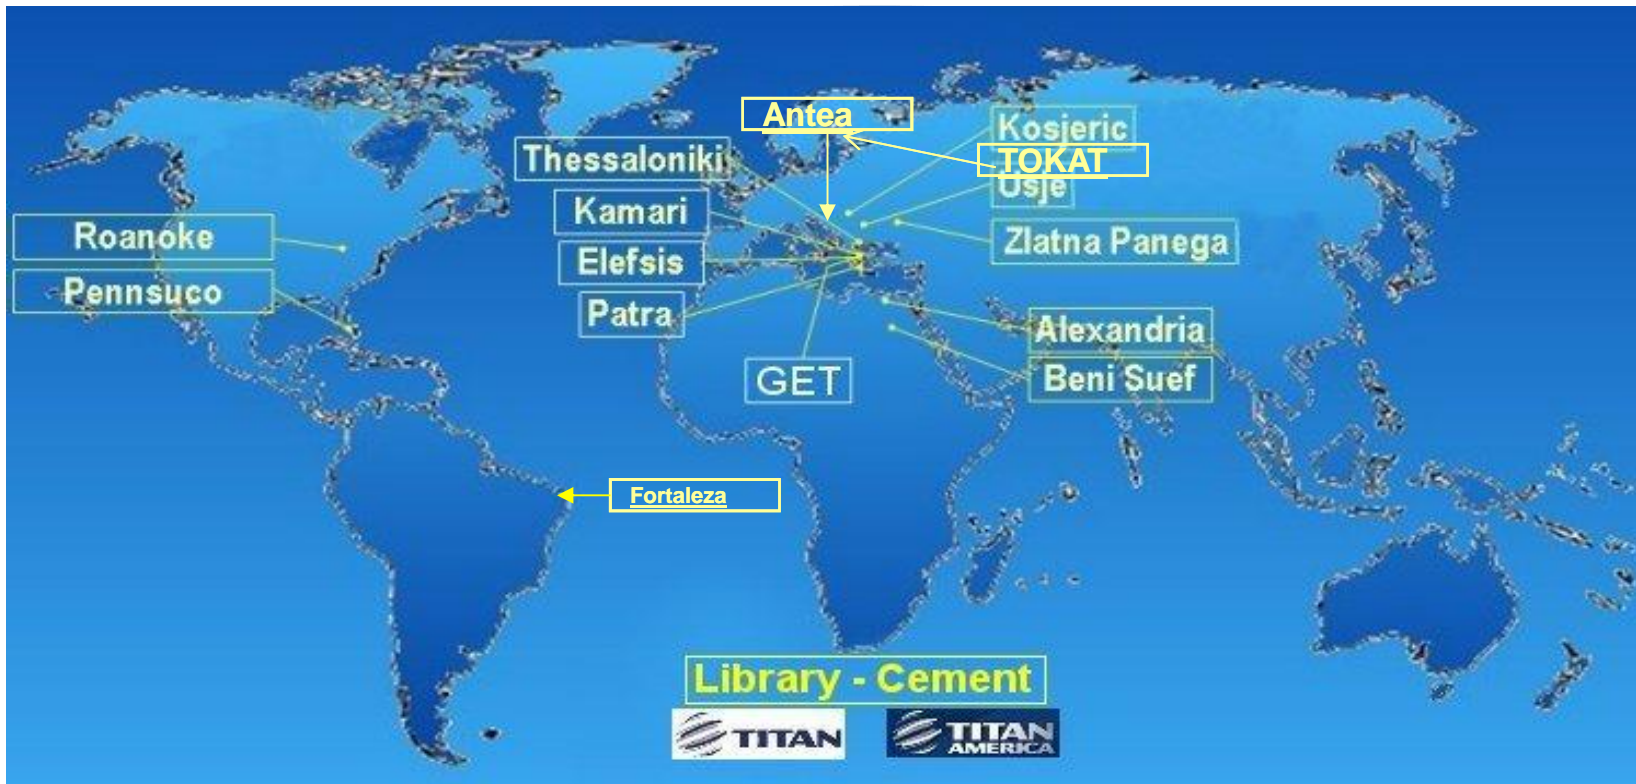 Antea
Kosjeric
Thessaloniki
TOKAT
Usje
Kamari
Roanoke
Zlatna Panega
Elefsis
Pennsuco
Patra
Alexandria
GET
Beni Suef
Fortaleza
Library - Cement
TITAN
TITAN
AMERICA